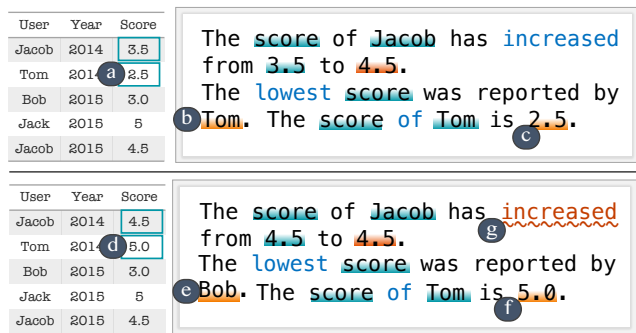 User Year Score
Jacob 2014 3.5
Tom 2014 a 2.5
Bob 2015 3.0
Jack 2015 5
Jacob 2015 4.5
The score of Jacob has increased
from 3.5 to 4.5.
The lowest score was reported by
b Tom. The score of Tom is 2.5.
c
User Year Score
Jacob 2014 4.5
Tom 2014 d 5.0
Bob 2015 3.0
Jack 2015 5
Jacob 2015 4.5
The score of Jacob has increased
g
from 4.5 to 4.5.
The lowest score was reported by
e Bob. The score of Tom is 5.0.
f